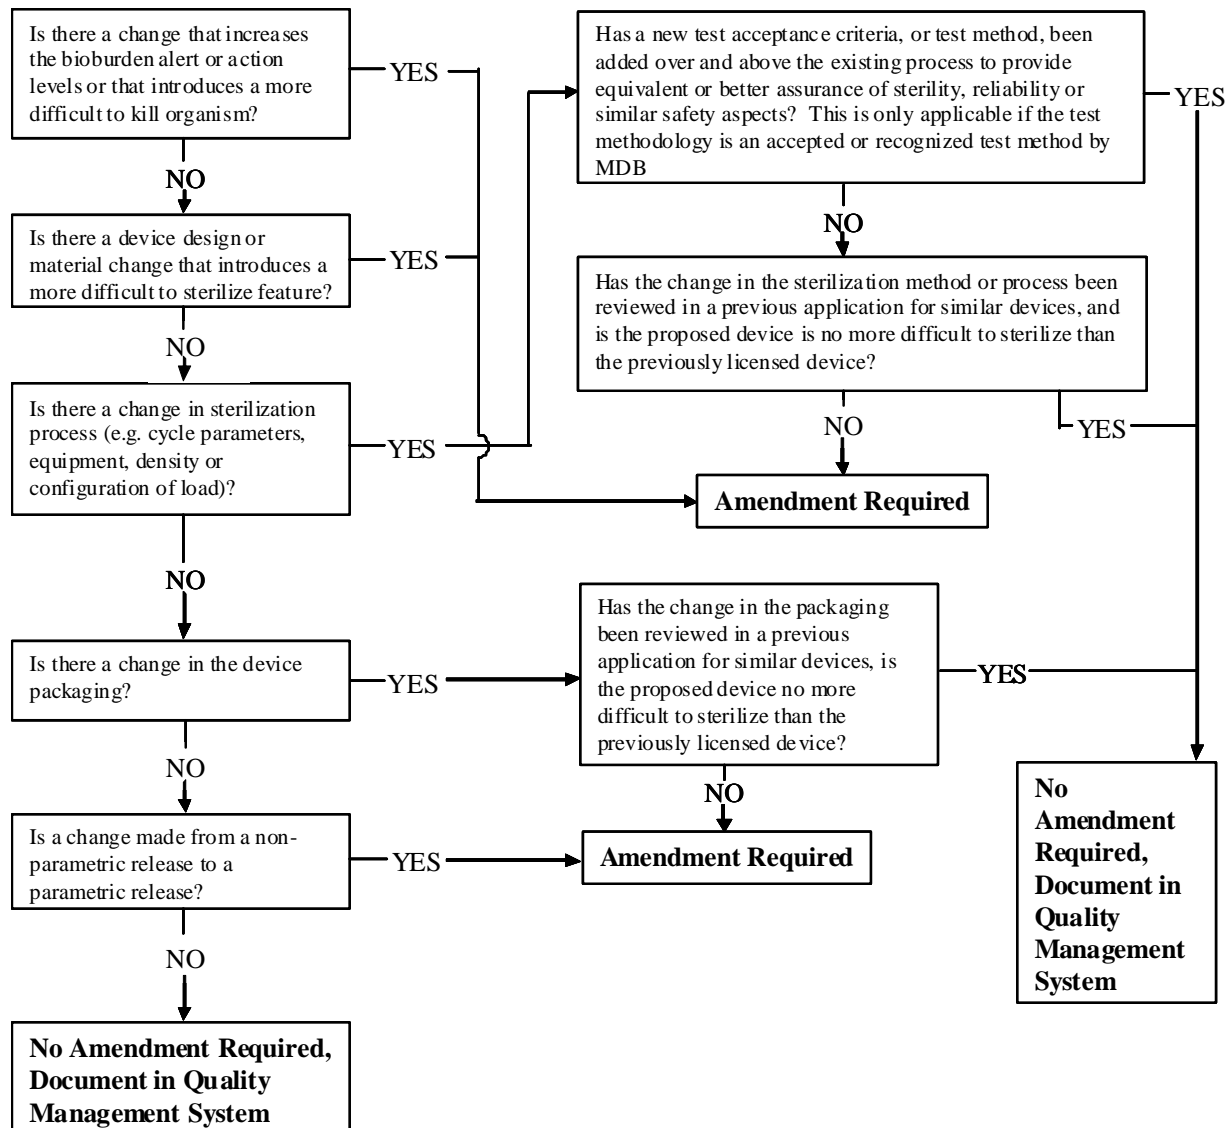 Is there a change that increases
the bioburden alert or action
levels or that introduces a more
difficult to kill organism?
YES
NO
Is there a device design or
material change that introduces a
more difficult to sterilize feature?
YES
NO
Is there a change in sterilization
process (e.g. cycle parameters,
equipment, density or
configuration of load)?
YES
NO
Is there a change in the device
packaging?
YES
NO
Is a change made from a non-
parametric release to a
parametric release?
YES
NO
No Amendment Required,
Document in Quality
Management System
Has a new test acceptance criteria, or test method, been
added over and above the existing process to provide
equivalent or better assurance of sterility, reliability or
similar safety aspects? This is only applicable if the test
methodology is an accepted or recognized test method by
MDB
YES
NO
Has the change in the sterilization method or process been
reviewed in a previous application for similar devices, and
is the proposed device is no more difficult to sterilize than
the previously licensed device?
YES
NO
Amendment Required
Has the change in the packaging
been reviewed in a previous
application for similar devices, is
the proposed device no more
difficult to sterilize than the
previously licensed device?
YES
NO
Amendment Required
No
Amendment
Required,
Document in
Quality
Management
System